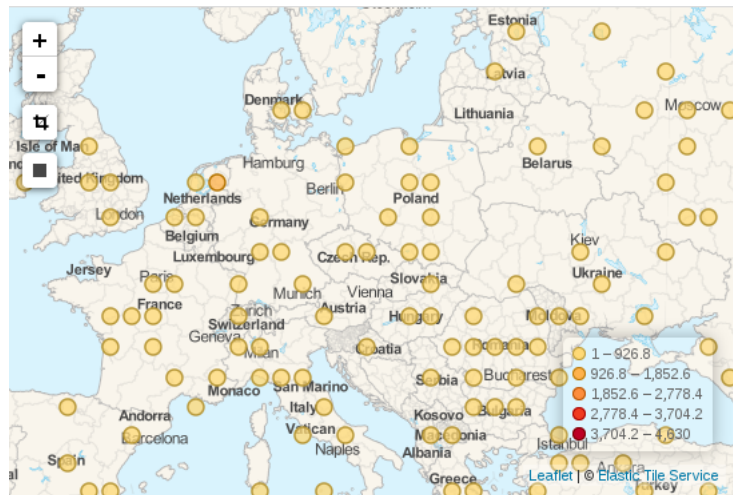 Estonia
+
-
Latvia
Moscow
Denmark
Lithuania
Isle of Man
Hamburg
Belarus
United Kingdom
Netherlands
Berlin
Poland
London
Belgium
Germany
Kiev
Luxembourg
Czech Rep.
Jersey
Paris
Munich
Vienna
Slovakia
Ukraine
France
Zurich
Austria
Hungary
Moldova
Switzerland
Geneva
Milan
Croatia
Romania
1 – 926.8
Monaco
San Marino
Serbia
Bucharest
926.8 – 1,852.6
1,852.6 – 2,778.4
Andorra
Italy
Kosovo
Bulgaria
2,778.4 – 3,704.2
Barcelona
Vatican
Macedonia
3,704.2 – 4,630
Naples
Albania
Istanbul
Spain
Ankara
Greece
Leaflet | © Elastic Tile Service
Turkey